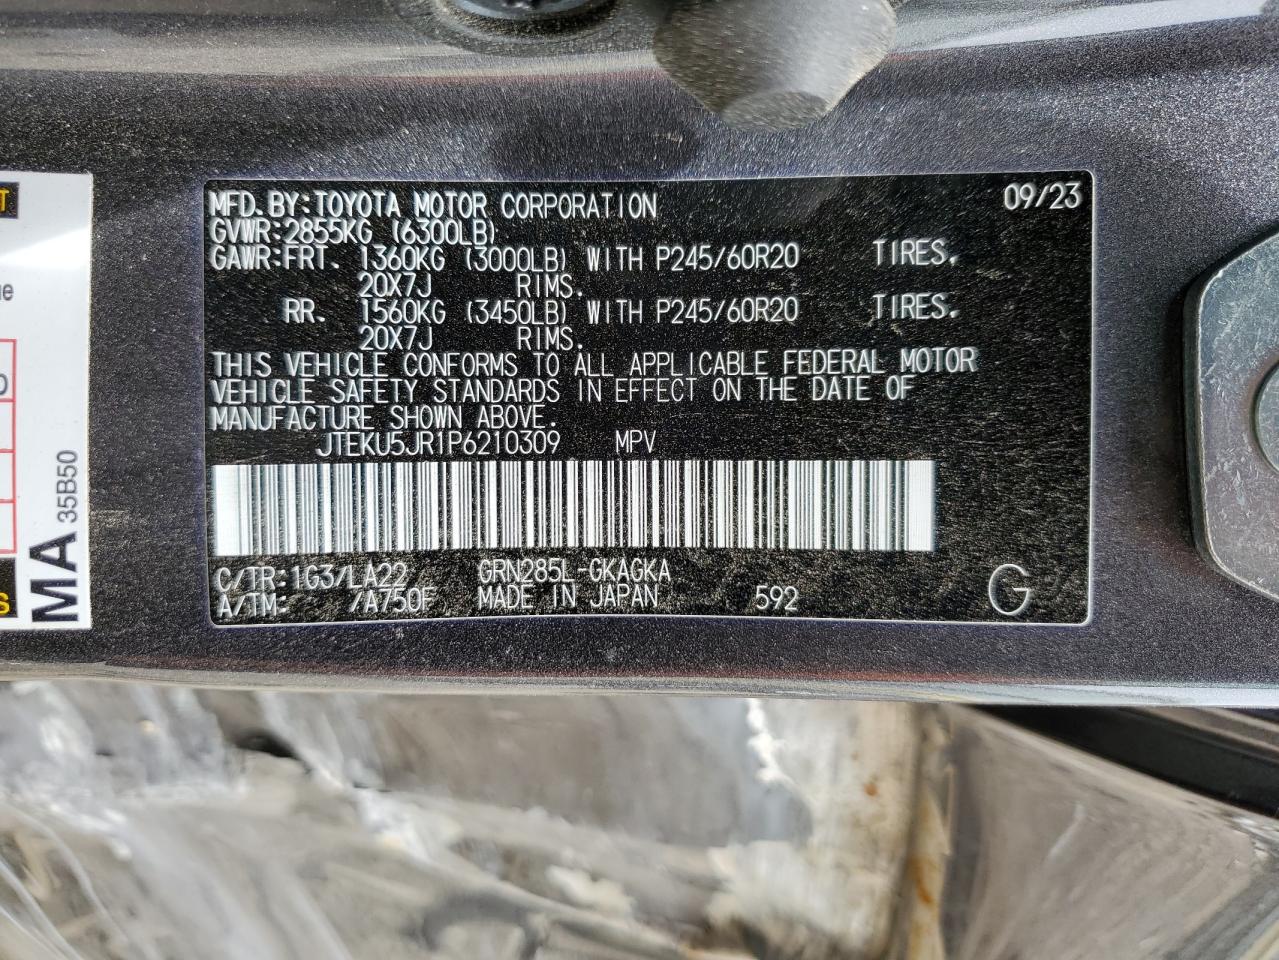 MFD. BY:TOYOTA MOTOR CORPORATION 09/23
GVWR:2855KG (6300LB)
GAWR:FRT. 1360KG (3000LB) WITH P245/60R20 TIRES.
20X7J RIMS.
RR. 1560KG (3450LB) WITH P245/60R20 TIRES.
20X7J RIMS.
THIS VEHICLE CONFORMS TO ALL APPLICABLE FEDERAL MOTOR
VEHICLE SAFETY STANDARDS IN EFFECT ON THE DATE OF
MANUFACTURE SHOWN ABOVE.
JTEKU5JR1P6210309 MPV
C/TR:1G3/LA22 GRN285L-GKAGKA
A/TM: /A750F MADE IN JAPAN 592 G
MA 35B50